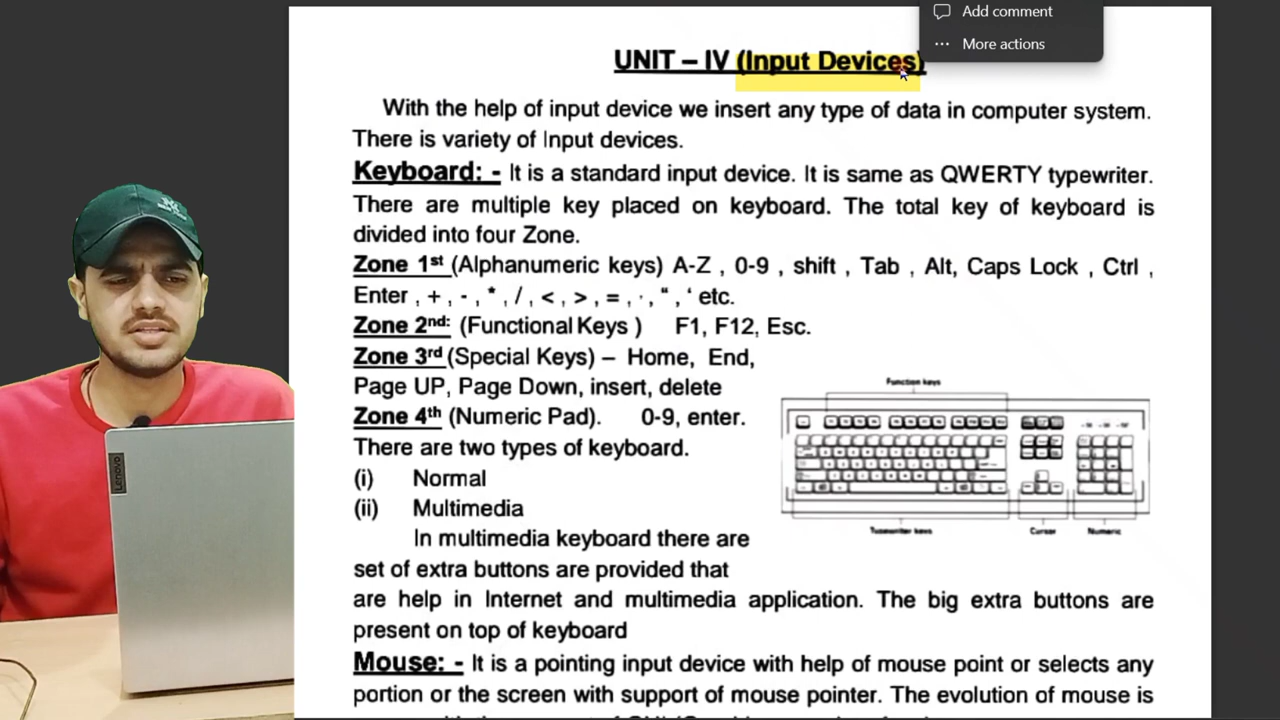 Add comment
... More actions
UNIT – IV (Input Devices)
With the help of input device we insert any type of data in computer system.
There is variety of Input devices.
Keyboard: - It is a standard input device. It is same as QWERTY typewriter.
There are multiple key placed on keyboard. The total key of keyboard is
divided into four Zone.
Zone 1st (Alphanumeric keys) A-Z , 0-9 , shift , Tab , Alt, Caps Lock , Ctrl ,
Enter , + , - , * , / , < , > , = , . , “ , ‘ etc.
Zone 2nd: (Functional Keys ) F1, F12, Esc.
Zone 3rd (Special Keys) – Home, End,
Page UP, Page Down, insert, delete
Zone 4th (Numeric Pad). 0-9, enter.
There are two types of keyboard.
(i) Normal
(ii) Multimedia
In multimedia keyboard there are
set of extra buttons are provided that
are help in Internet and multimedia application. The big extra buttons are
present on top of keyboard
Function keys
Typewriter keys
Cursor
Numeric
Mouse: - It is a pointing input device with help of mouse point or selects any
portion or the screen with support of mouse pointer. The evolution of mouse is
Lenovo